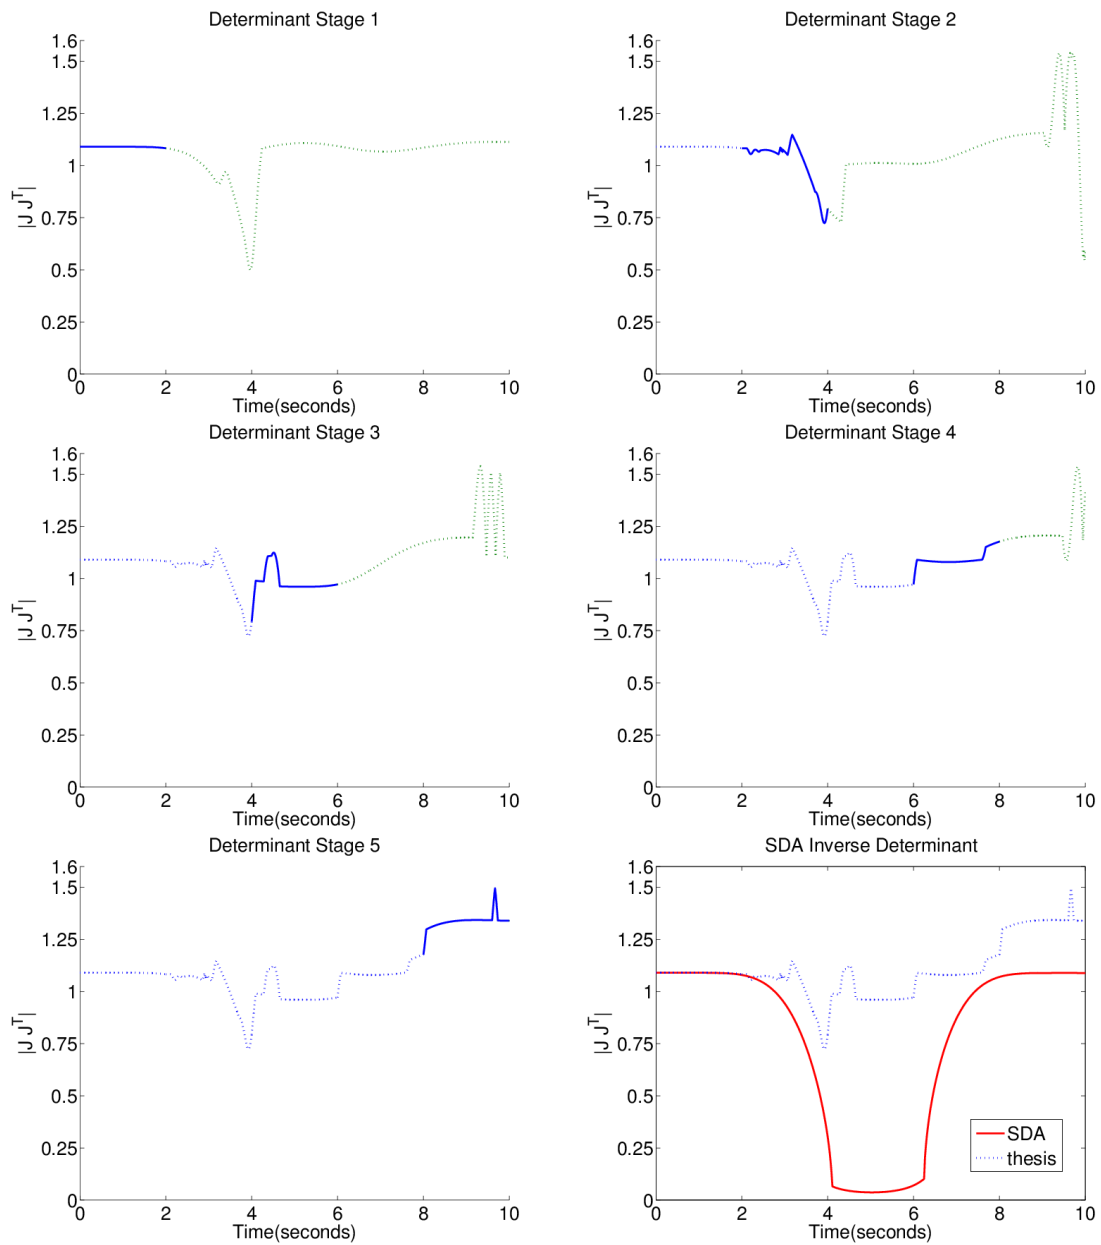 Determinant Stage 1
1.6
1.5
1.25
1
0.75
0.5
0.25
0
|J J^T|
0 2 4 6 8 10
Time(seconds)
Determinant Stage 2
1.6
1.5
1.25
1
0.75
0.5
0.25
0
|J J^T|
0 2 4 6 8 10
Time(seconds)
Determinant Stage 3
1.6
1.5
1.25
1
0.75
0.5
0.25
0
|J J^T|
0 2 4 6 8 10
Time(seconds)
Determinant Stage 4
1.6
1.5
1.25
1
0.75
0.5
0.25
0
|J J^T|
0 2 4 6 8 10
Time(seconds)
Determinant Stage 5
1.6
1.5
1.25
1
0.75
0.5
0.25
0
|J J^T|
0 2 4 6 8 10
Time(seconds)
SDA Inverse Determinant
1.6
1.5
1.25
1
0.75
0.5
0.25
0
|J J^T|
SDA
thesis
0 2 4 6 8 10
Time(seconds)